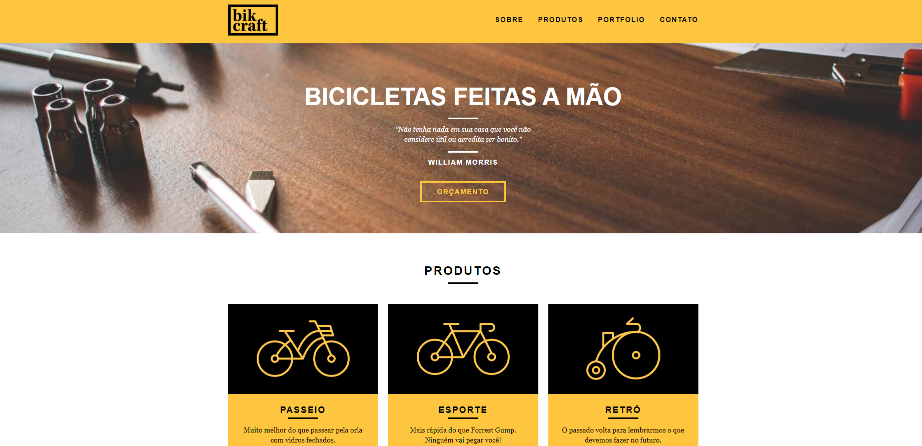 bik
craft
SOBRE PRODUTOS PORTFOLIO CONTATO
BICICLETAS FEITAS A MÃO
"Não tenha nada em sua casa que você não
considere útil ou acredita ser bonito."
WILLIAM MORRIS
ORÇAMENTO
PRODUTOS
PASSEIO
Muito melhor do que passear pela orla
com vidros fechados.
ESPORTE
Mais rápida do que Forrest Gump.
Ninguém vai pegar você!
RETRÔ
O passado volta para lembrarmos o que
devemos fazer no futuro.